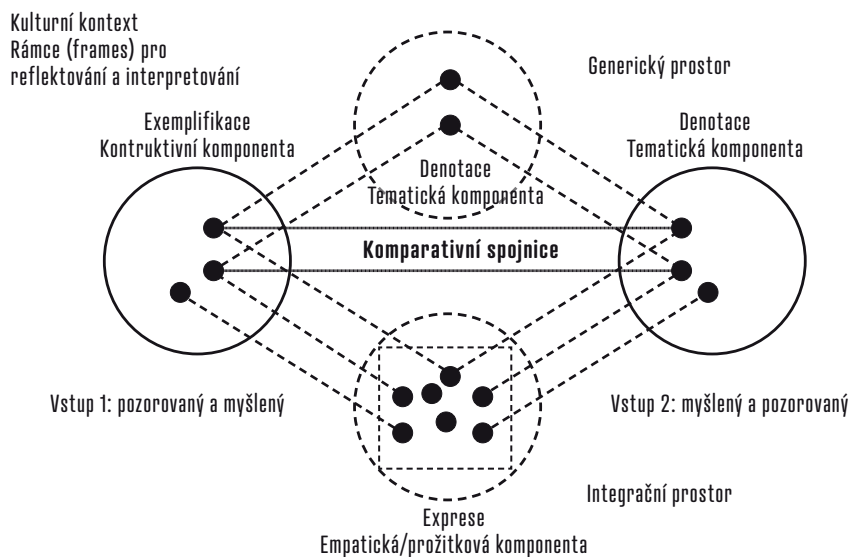 Kulturní kontext
Rámce (frames) pro
reflektování a interpretování
Generický prostor
Exemplifikace
Kontruktivní komponenta
Denotace
Tematická komponenta
Denotace
Tematická komponenta
Komparativní spojnice
Vstup 1: pozorovaný a myšlený
Vstup 2: myšlený a pozorovaný
Integrační prostor
Exprese
Empatická/prožitková komponenta